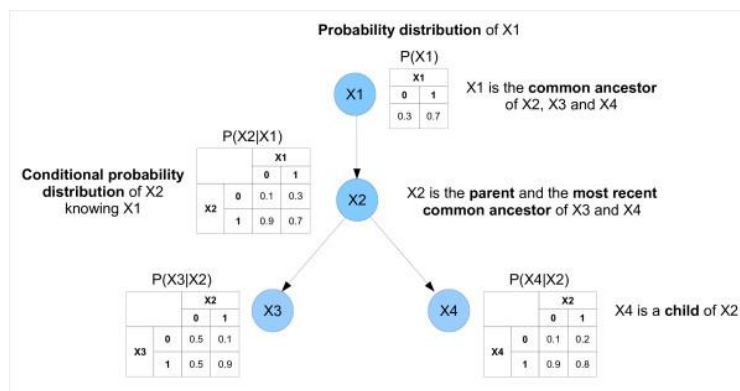 Probability distribution of X1
P(X1)
X1
0 1
0.3 0.7
X1
X1 is the common ancestor
of X2, X3 and X4
P(X2|X1)
X1
0 1
X2
0 0.1 0.3
1 0.9 0.7
Conditional probability
distribution of X2
knowing X1
X2
X2 is the parent and the most recent
common ancestor of X3 and X4
P(X3|X2)
X2
0 1
X3
0 0.5 0.1
1 0.5 0.9
X3
X4
P(X4|X2)
X2
0 1
X4
0 0.1 0.2
1 0.9 0.8
X4 is a child of X2